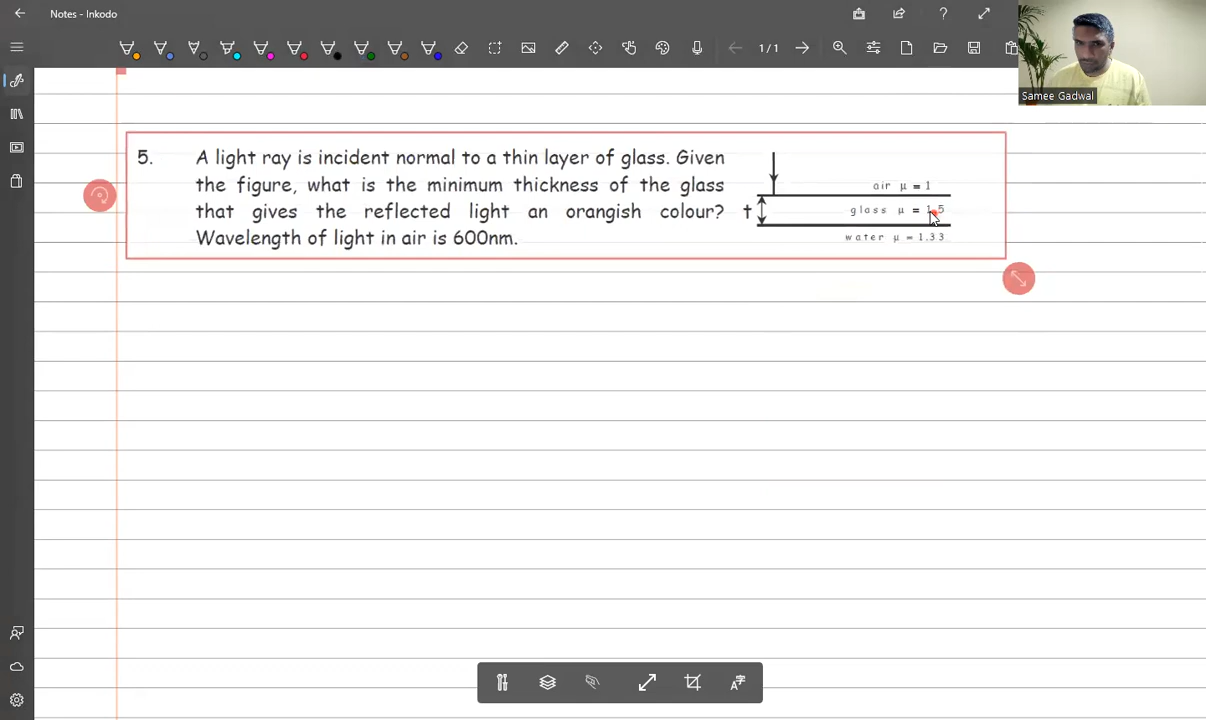 Notes - Inkodo
1 / 1
Samee Gadwal
5. A light ray is incident normal to a thin layer of glass. Given
the figure, what is the minimum thickness of the glass
that gives the reflected light an orangish colour?
Wavelength of light in air is 600nm.
air μ = 1
t
glass μ = 1.5
water μ = 1.33